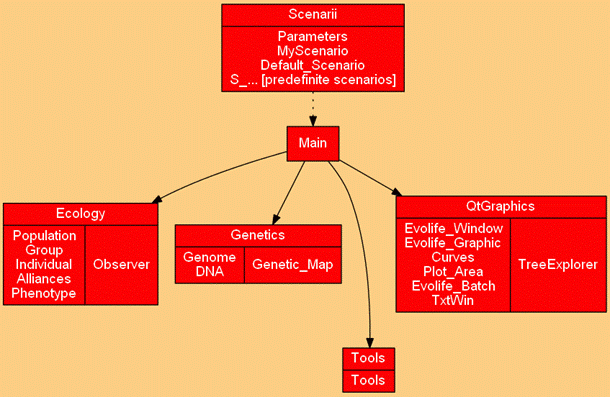 Scenarii
Parameters
MyScenario
Default_Scenario
S_... [predefinite scenarios]
Main
Ecology
Population
Group
Individual
Alliances
Phenotype
Observer
Genetics
Genome
DNA
Genetic_Map
QtGraphics
Evolife_Window
Evolife_Graphic
Curves
Plot_Area
Evolife_Batch
TxtWin
TreeExplorer
Tools
Tools